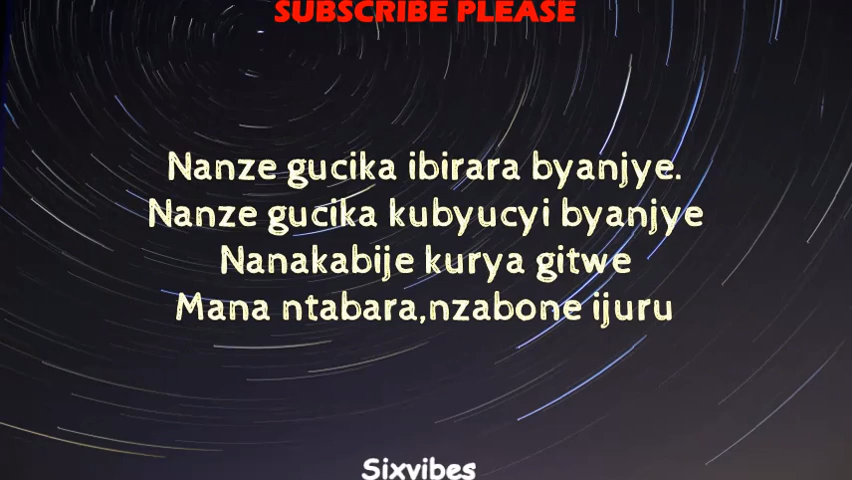 SUBSCRIBE PLEASE
Nanze gucika ibirara byanjye.
Nanze gucika kubyucyi byanjye
Nanakabije kurya gitwe
Mana ntabara,nzabone ijuru
Sixvibes